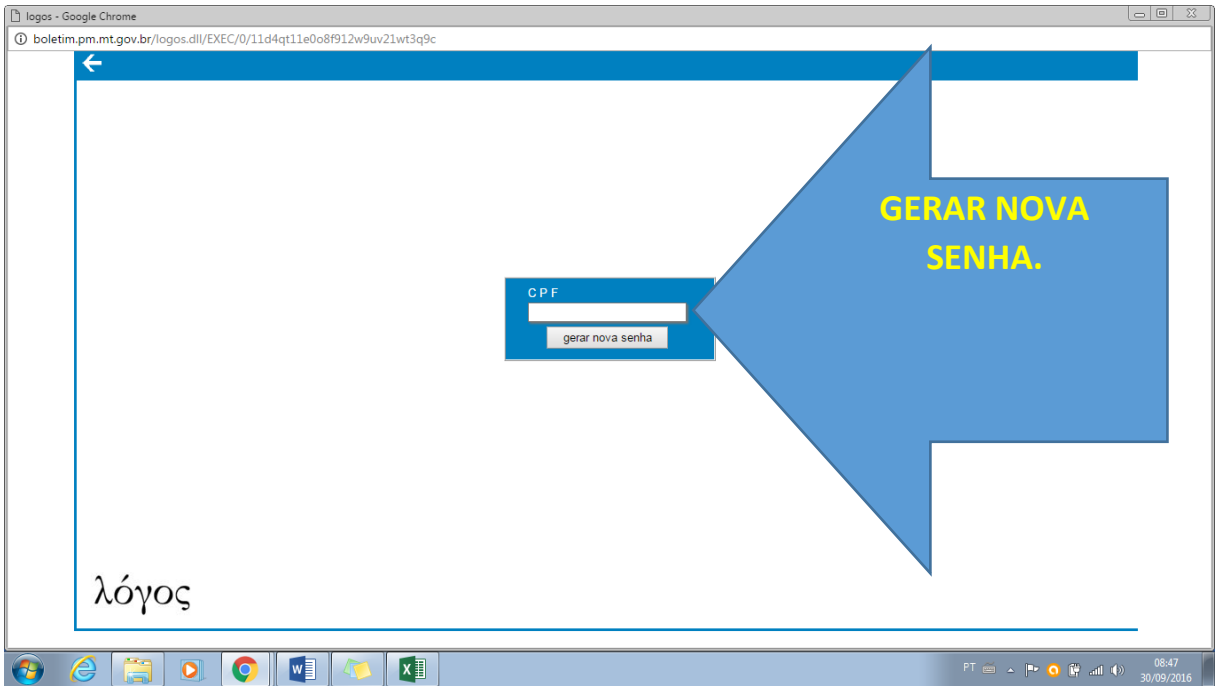 logos - Google Chrome
boletim.pm.mt.gov.br/logos.dll/EXEC/0/11d4qt11e0o8f912w9uv21wt3q9c
GERAR NOVA
SENHA.
CPF
gerar nova senha
λόγος
PT
08:47
30/09/2016